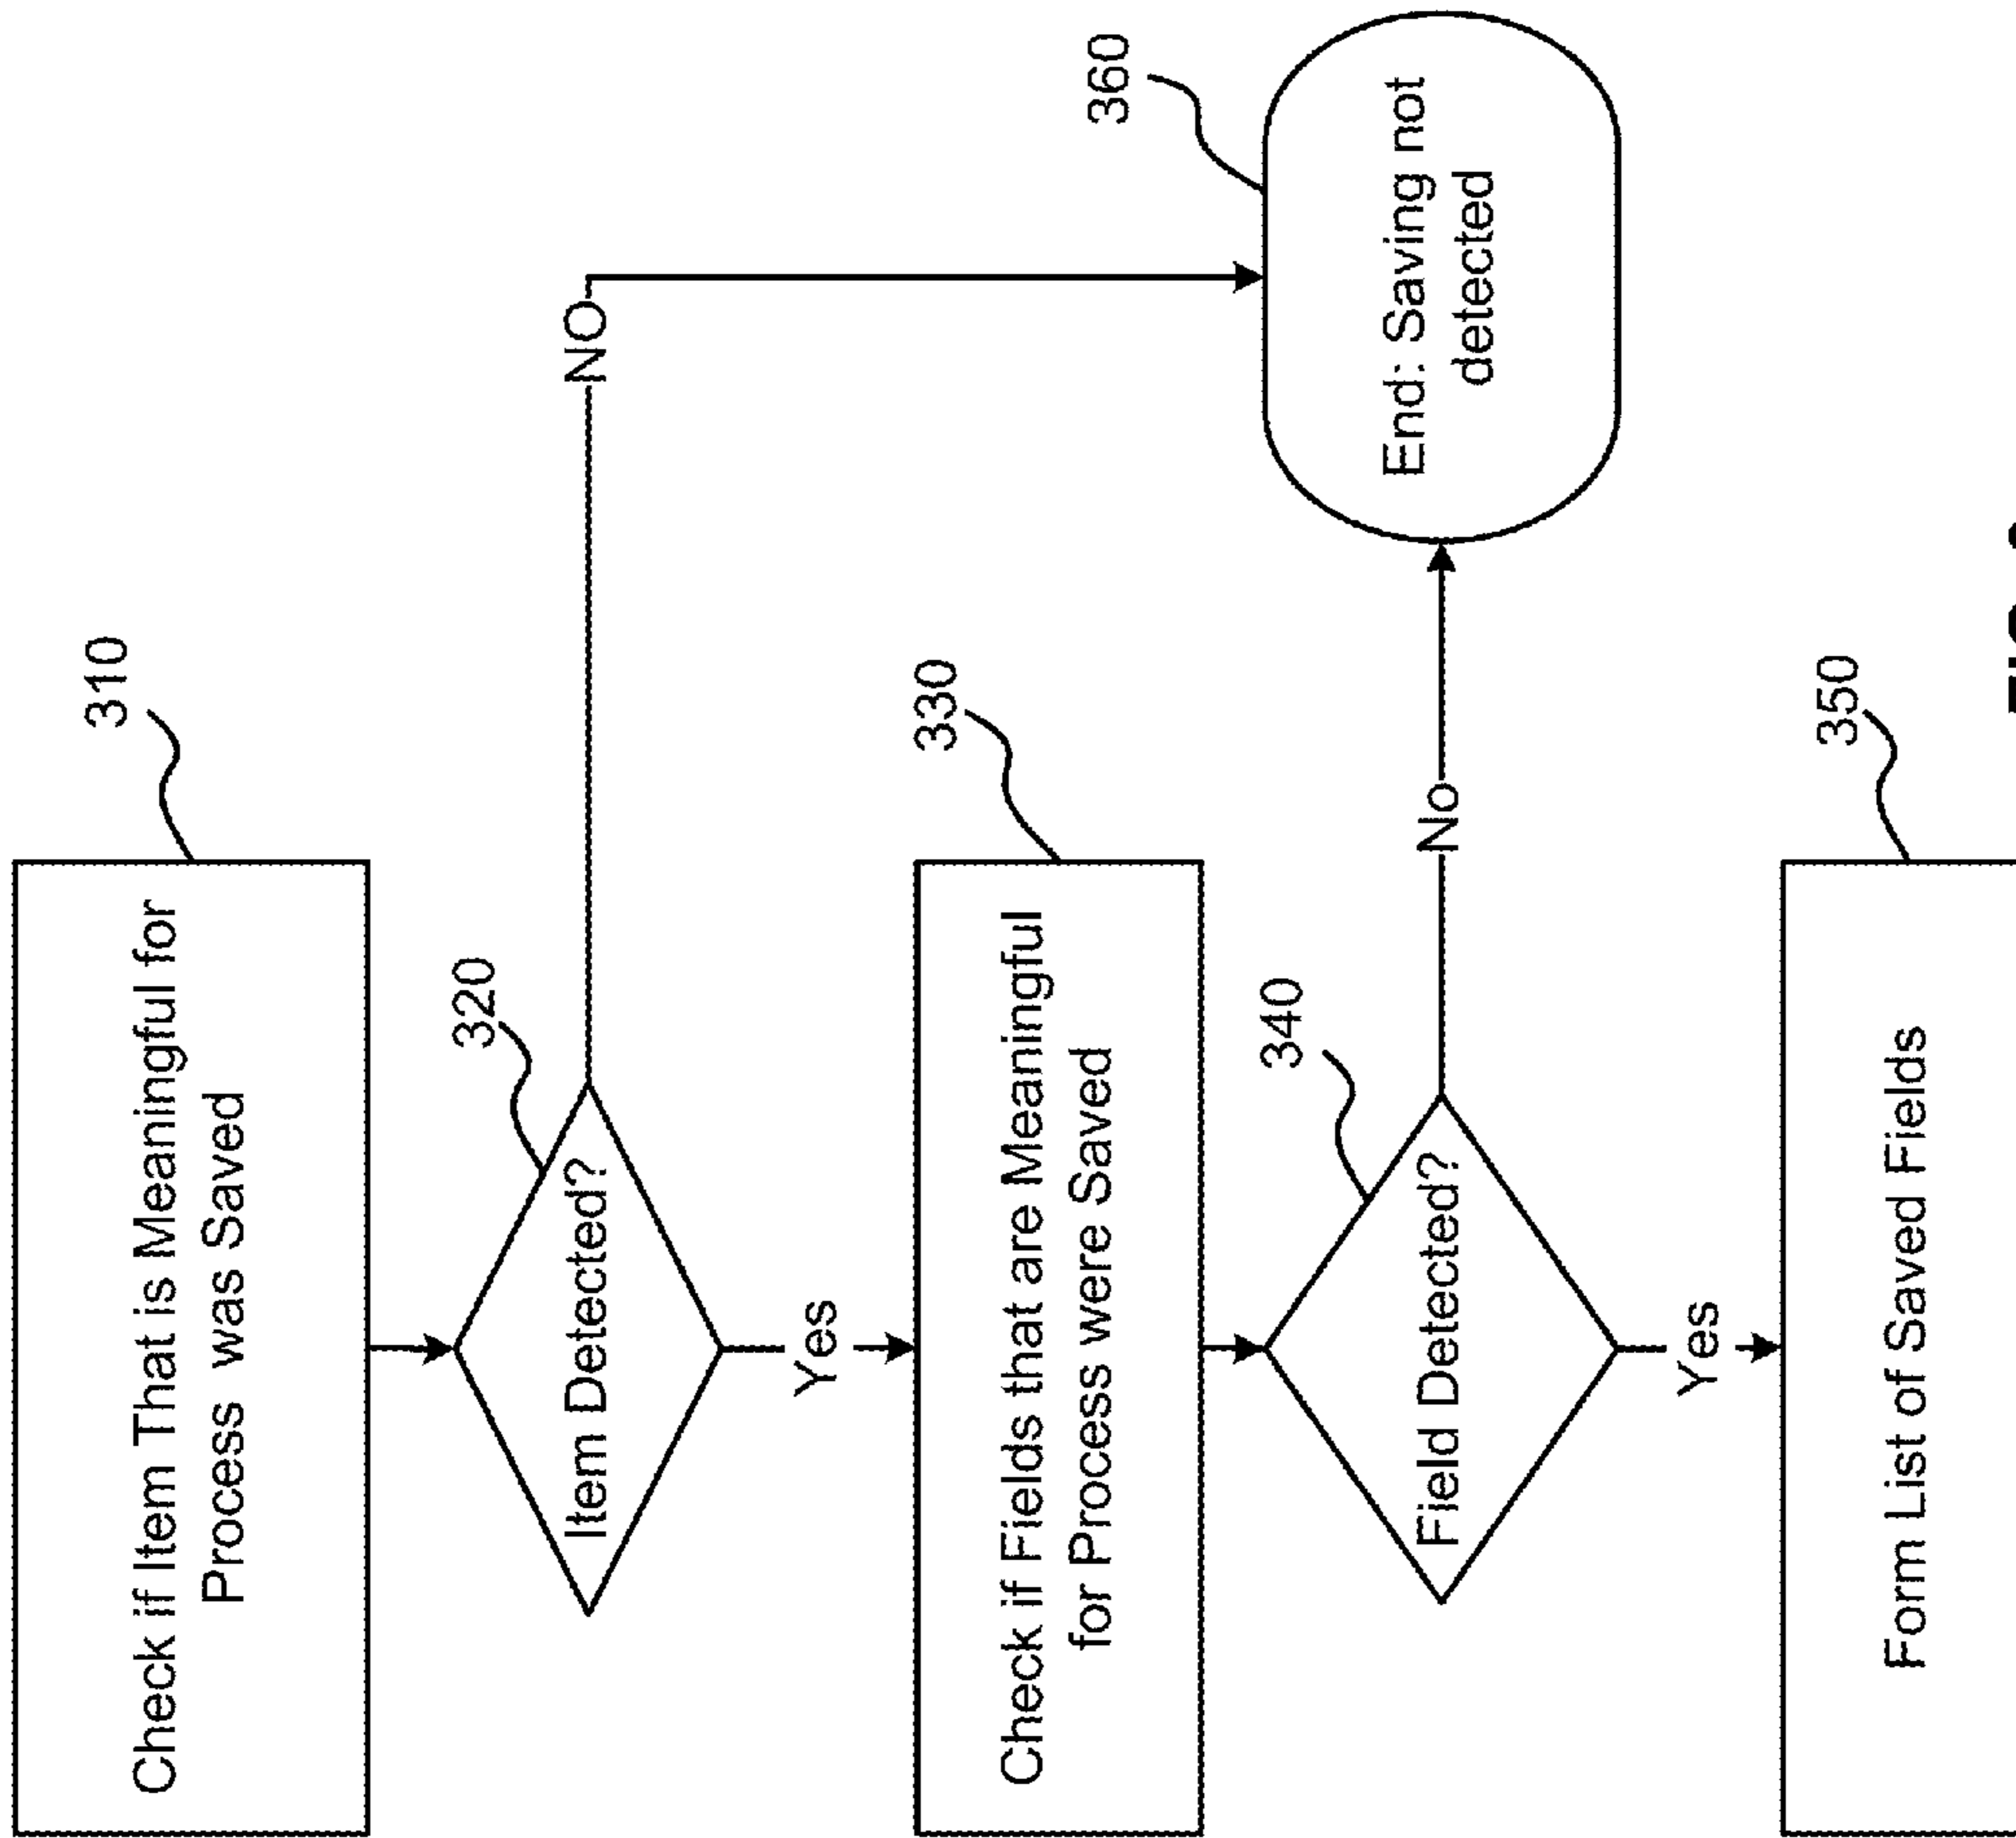 310
Check if Item That is Meaningful for
Process was Saved
320
Item Detected?
NO
Yes
330
Check if Fields that are Meaningful
for Process were Saved
340
Field Detected?
No
360
End: Saving not
detected
Yes
350
Form List of Saved Fields